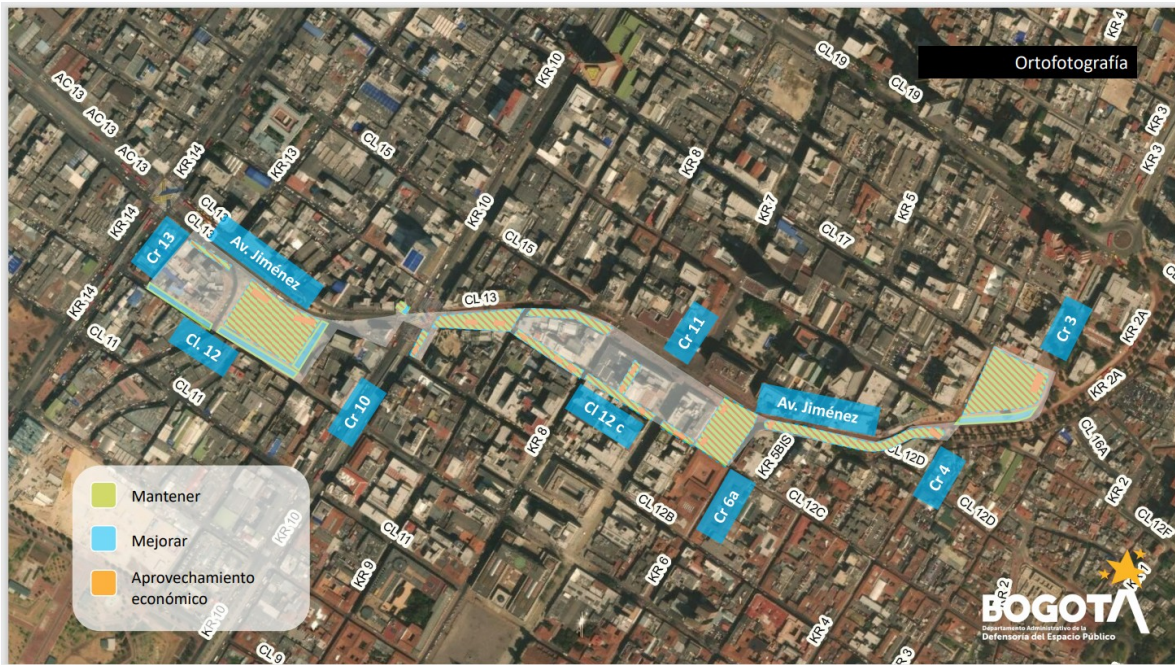 Ortofotografía
KR 4
KR 10
CL 19
CL 19
AC 13
AC 13
AC 13
KR 3
KR 3
CL 15
KR 14
KR 13
KR 8
KR 5
KR 7
KR 14
KR 10
CL 15
CL 17
Cr 13
Av. Jiménez
KR 14
CL 13
Cr 11
Cr 3
KR 2A
CL 11
Cl. 12
KR 2A
CL 11
Cr 10
Cl 12 c
Av. Jiménez
KR 8
KR 5BIS
CL 12D
Cr 4
CL 16A
KR 2
Cr 6a
CL 12B
CL 12C
CL 12D
CL 12F
Mantener
Mejorar
Aprovechamiento
económico
KR 10
CL 11
KR 9
KR 6
KR 10
KR 4
KR 2
KR 3
CL 9
BOGOTÁ
Departamento Administrativo de la
Defensoría del Espacio Público